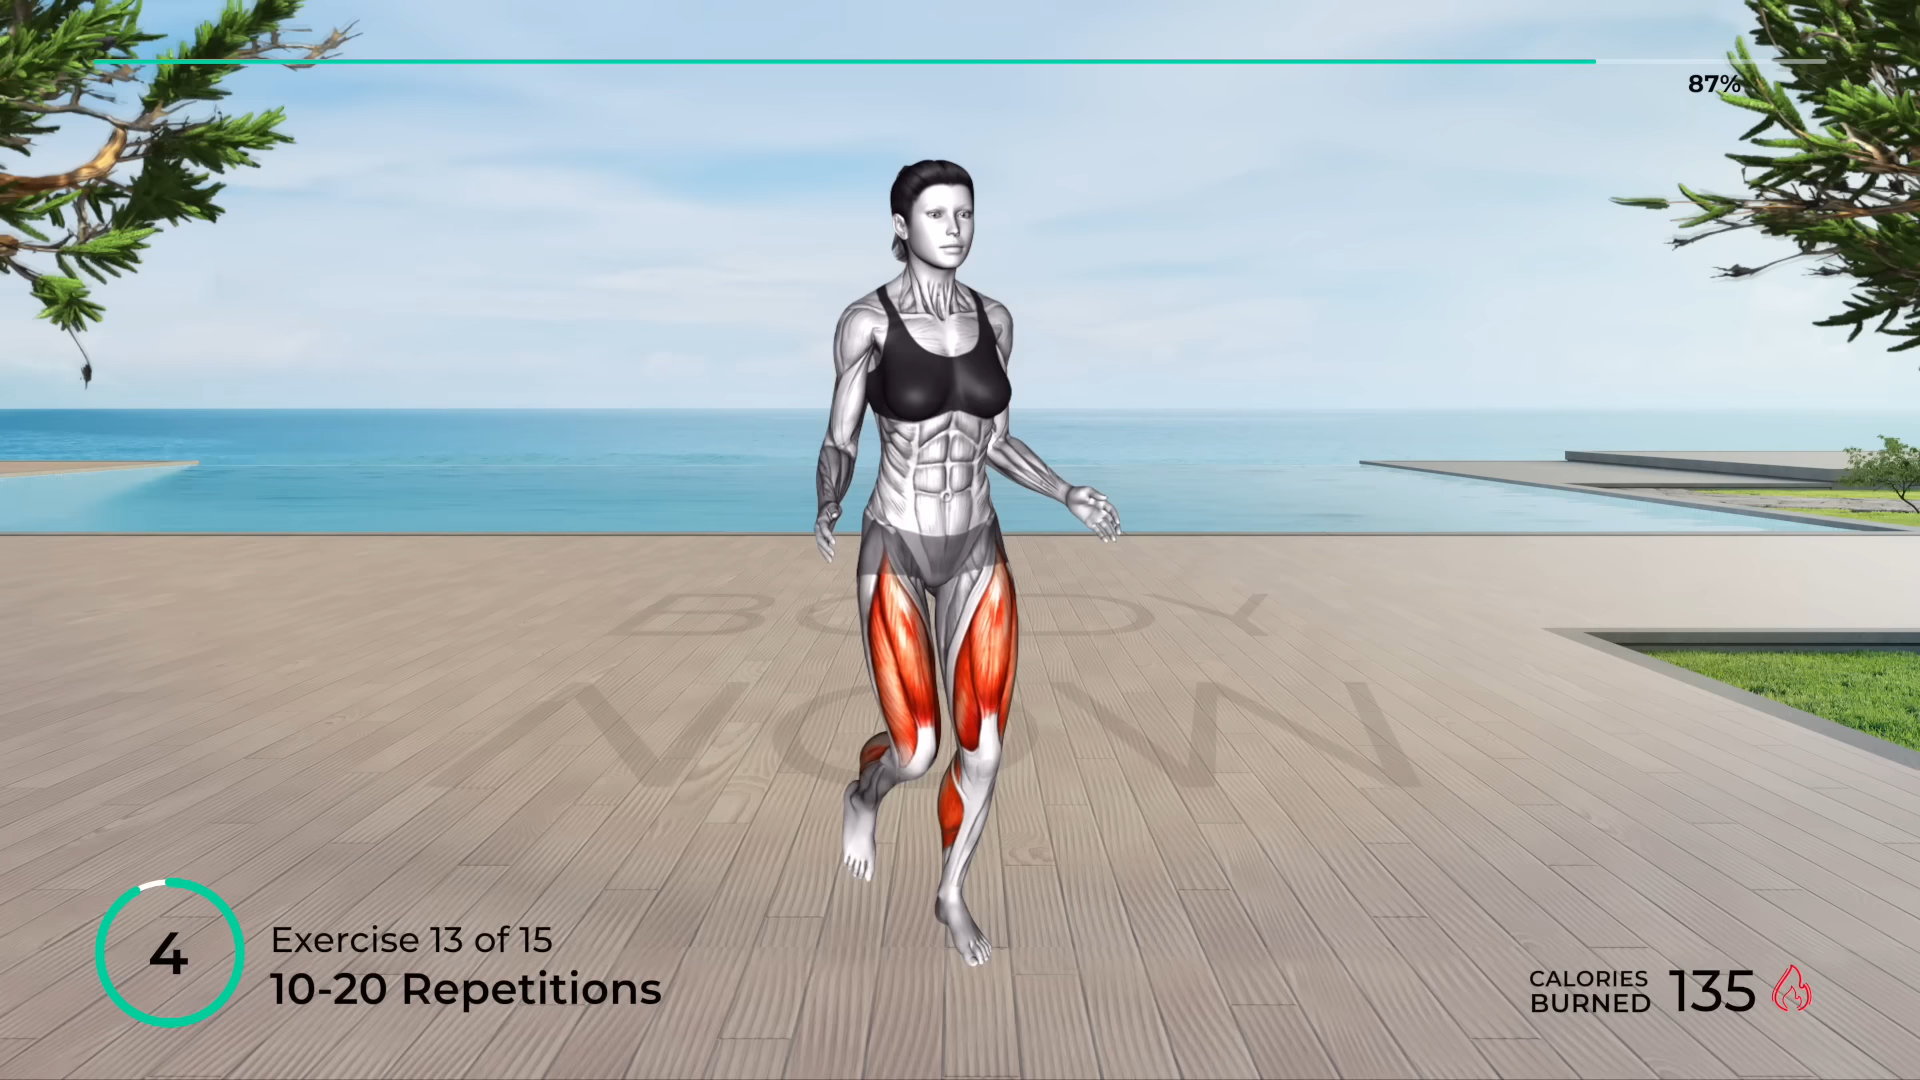 87%
BODY
NOW
4
Exercise 13 of 15
10-20 Repetitions
CALORIES
BURNED
135